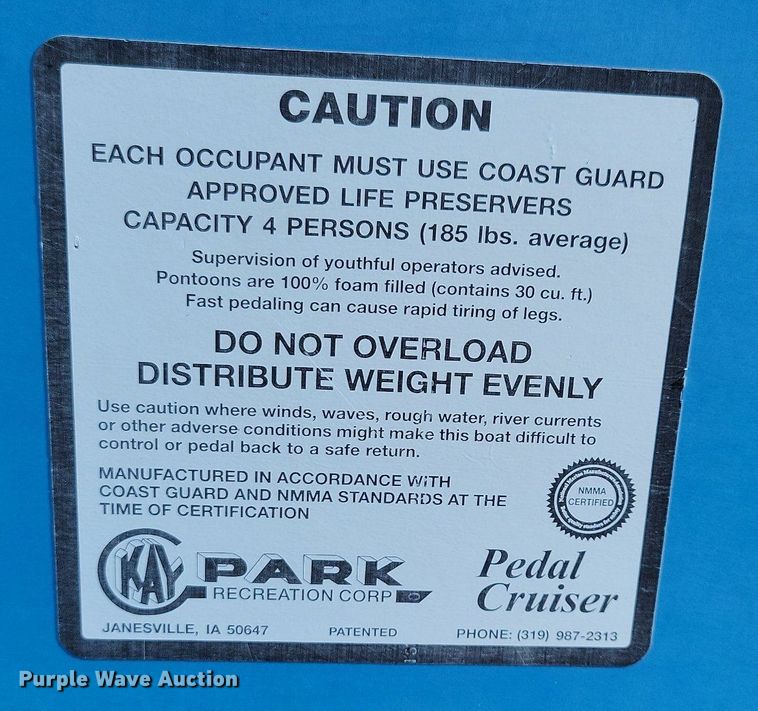 CAUTION
EACH OCCUPANT MUST USE COAST GUARD
APPROVED LIFE PRESERVERS
CAPACITY 4 PERSONS (185 lbs. average)
Supervision of youthful operators advised.
Pontoons are 100% foam filled (contains 30 cu. ft.)
Fast pedaling can cause rapid tiring of legs.
DO NOT OVERLOAD
DISTRIBUTE WEIGHT EVENLY
Use caution where winds, waves, rough water, river currents
or other adverse conditions might make this boat difficult to
control or pedal back to a safe return.
MANUFACTURED IN ACCORDANCE WITH
COAST GUARD AND NMMA STANDARDS AT THE
TIME OF CERTIFICATION
NMMA
CERTIFIED
KAY PARK
RECREATION CORP
Pedal
Cruiser
JANESVILLE, IA 50647 PATENTED PHONE: (319) 987-2313
Purple Wave Auction